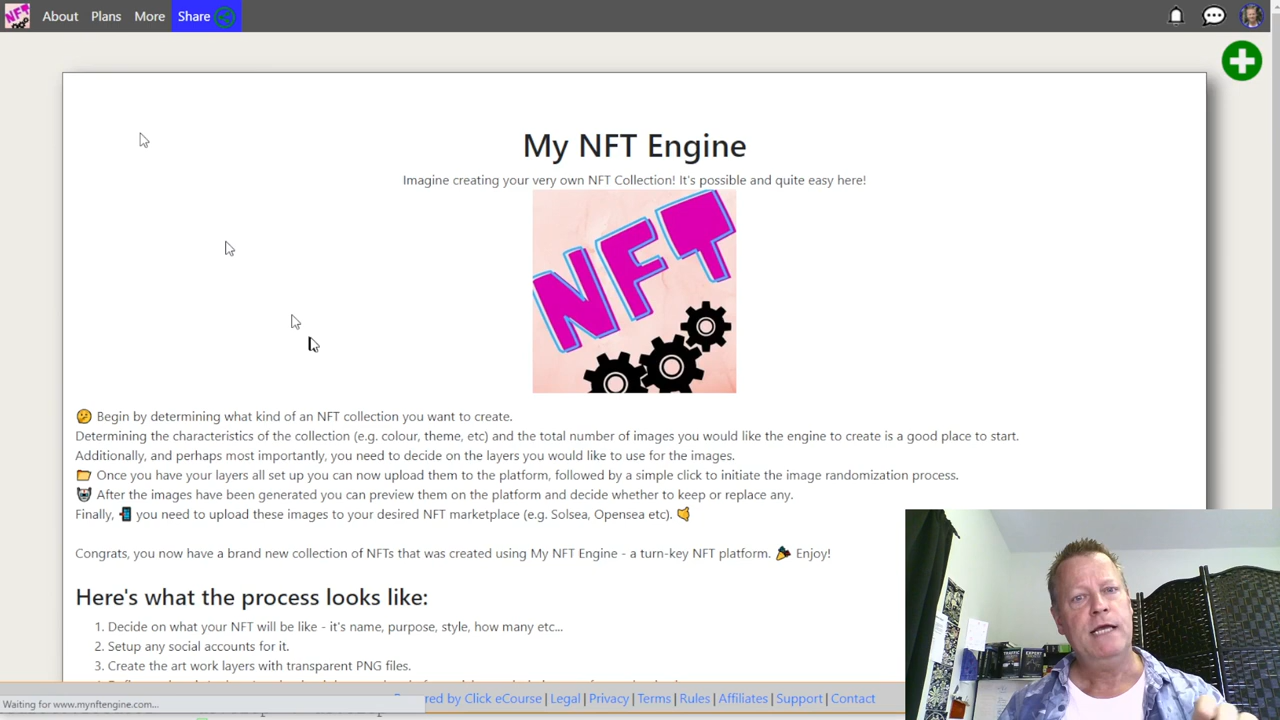 About Plans More Share
My NFT Engine
Imagine creating your very own NFT Collection! It's possible and quite easy here!
NFT
Begin by determining what kind of an NFT collection you want to create.
Determining the characteristics of the collection (e.g. colour, theme, etc) and the total number of images you would like the engine to create is a good place to start.
Additionally, and perhaps most importantly, you need to decide on the layers you would like to use for the images.
Once you have your layers all set up you can now upload them to the platform, followed by a simple click to initiate the image randomization process.
After the images have been generated you can preview them on the platform and decide whether to keep or replace any.
Finally, you need to upload these images to your desired NFT marketplace (e.g. Solsea, Opensea etc).
Congrats, you now have a brand new collection of NFTs that was created using My NFT Engine - a turn-key NFT platform. Enjoy!
Here's what the process looks like:
1. Decide on what your NFT will be like - it's name, purpose, style, how many etc...
2. Setup any social accounts for it.
3. Create the art work layers with transparent PNG files.
Powered by Click eCourse | Legal | Privacy | Terms | Rules | Affiliates | Support | Contact
Waiting for www.mynftengine.com...